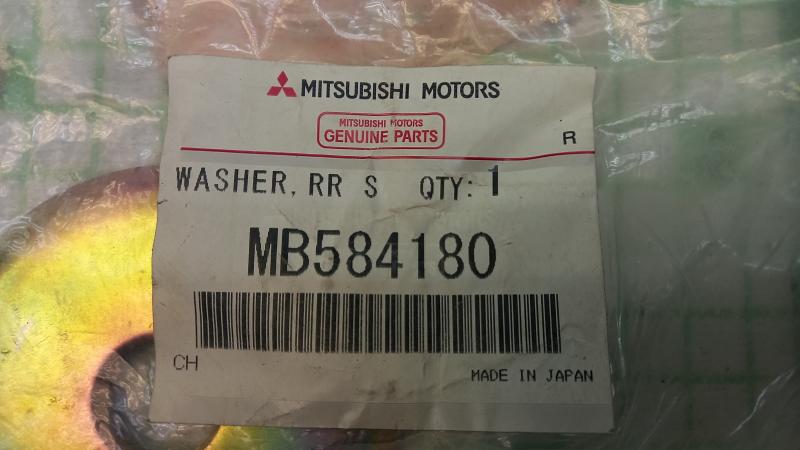 MITSUBISHI MOTORS
MITSUBISHI MOTORS
GENUINE PARTS
R
WASHER, RR S QTY: 1
MB584180
CH
MADE IN JAPAN